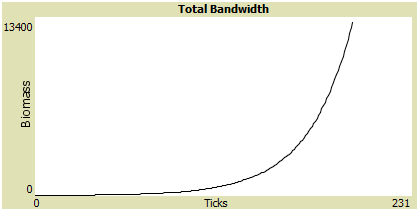 Total Bandwidth
13400
Biomass
0
0 Ticks 231